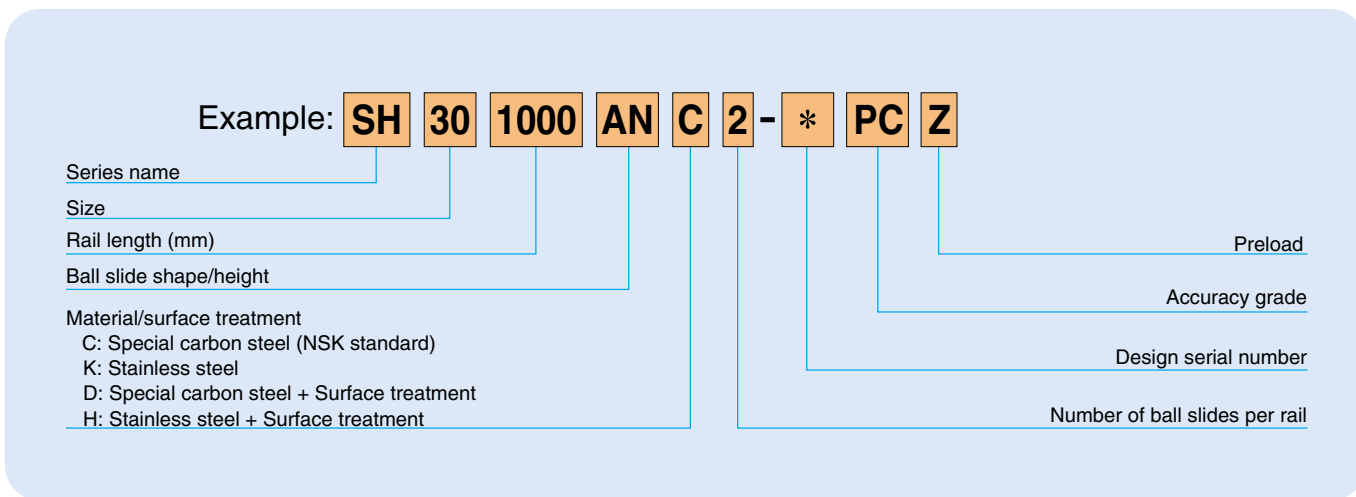 Example: SH 30 1000 AN C 2 - * PC Z
Series name
Size
Rail length (mm)
Ball slide shape/height
Material/surface treatment
C: Special carbon steel (NSK standard)
K: Stainless steel
D: Special carbon steel + Surface treatment
H: Stainless steel + Surface treatment
Preload
Accuracy grade
Design serial number
Number of ball slides per rail